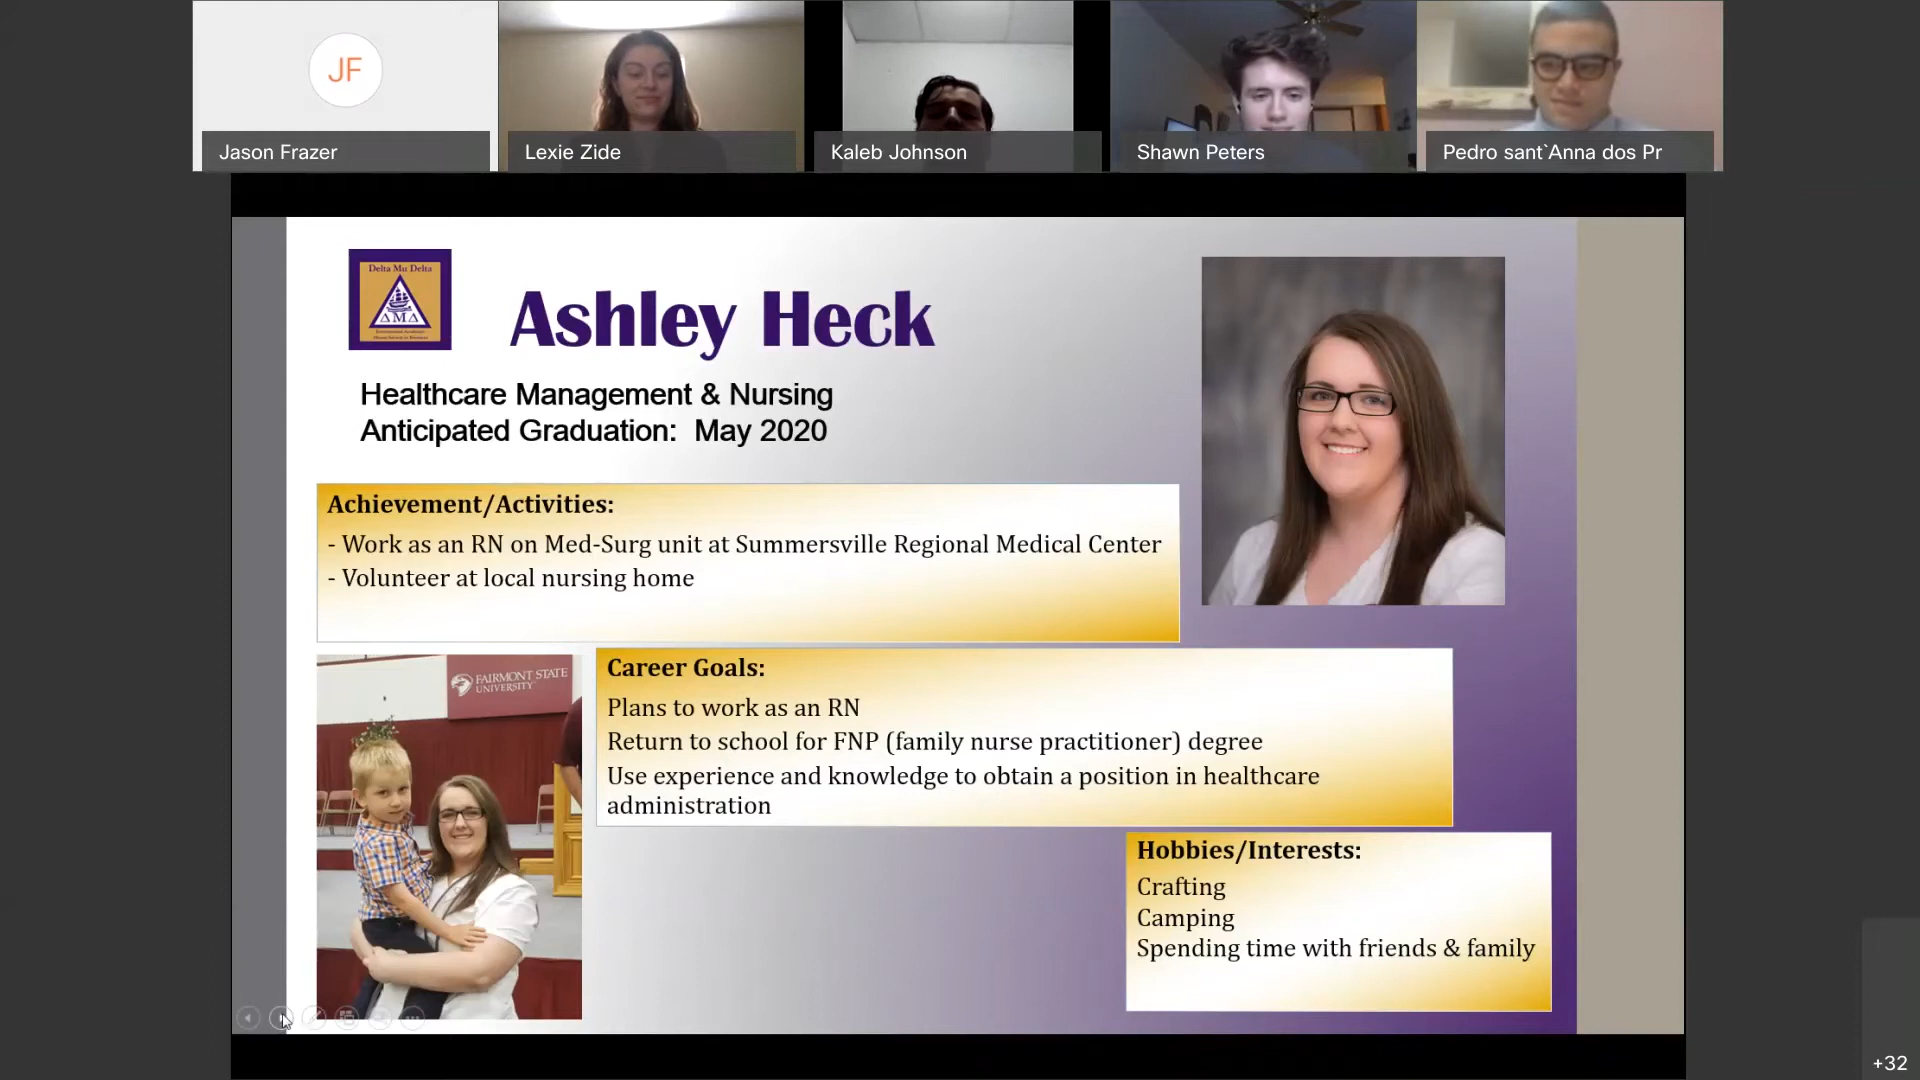 JF
Jason Frazer
Lexie Zide
Kaleb Johnson
Shawn Peters
Pedro sant`Anna dos Pr
Delta Mu Delta
ΔΜΔ
Ashley Heck
Healthcare Management & Nursing
Anticipated Graduation: May 2020
Achievement/Activities:
- Work as an RN on Med-Surg unit at Summersville Regional Medical Center
- Volunteer at local nursing home
FAIRMONT STATE
UNIVERSITY
Career Goals:
Plans to work as an RN
Return to school for FNP (family nurse practitioner) degree
Use experience and knowledge to obtain a position in healthcare
administration
Hobbies/Interests:
Crafting
Camping
Spending time with friends & family
+32